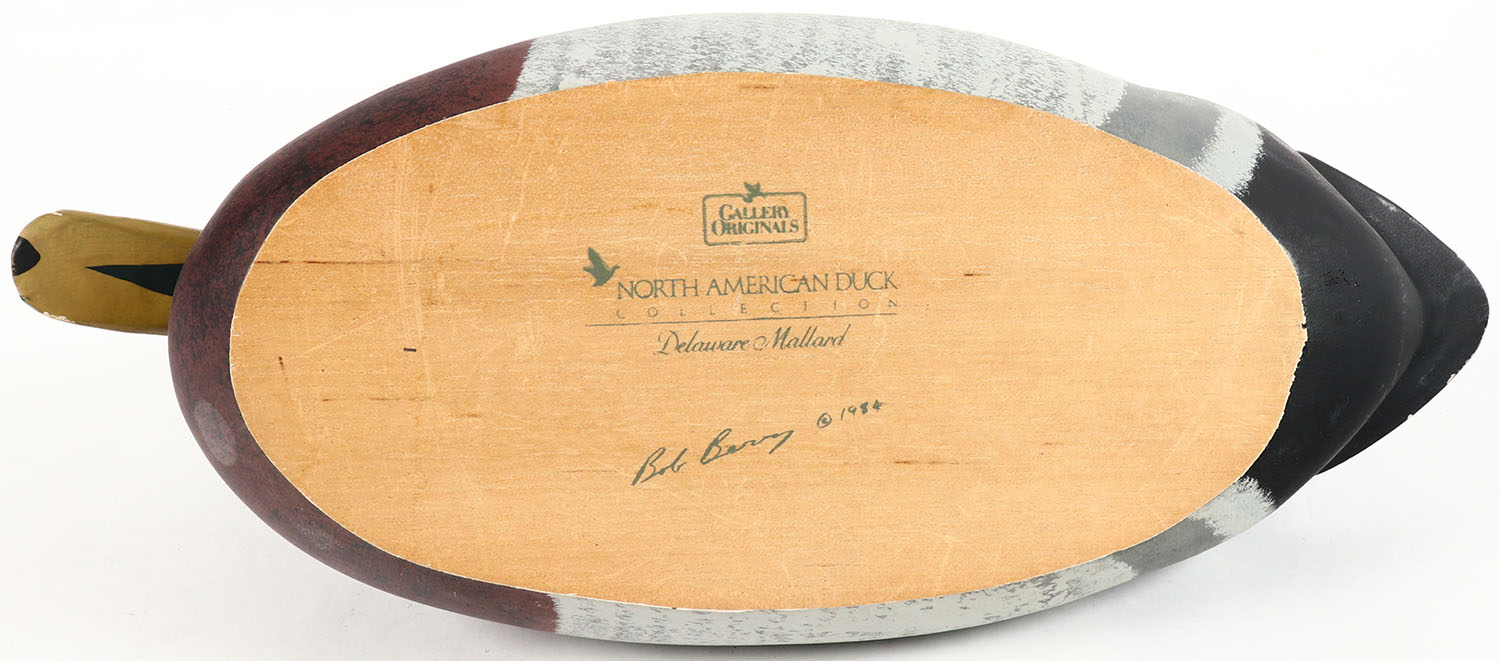 GALLERY
ORIGINALS
NORTH AMERICAN DUCK
COLLECTION
Delaware Mallard
Bob Berry © 1984